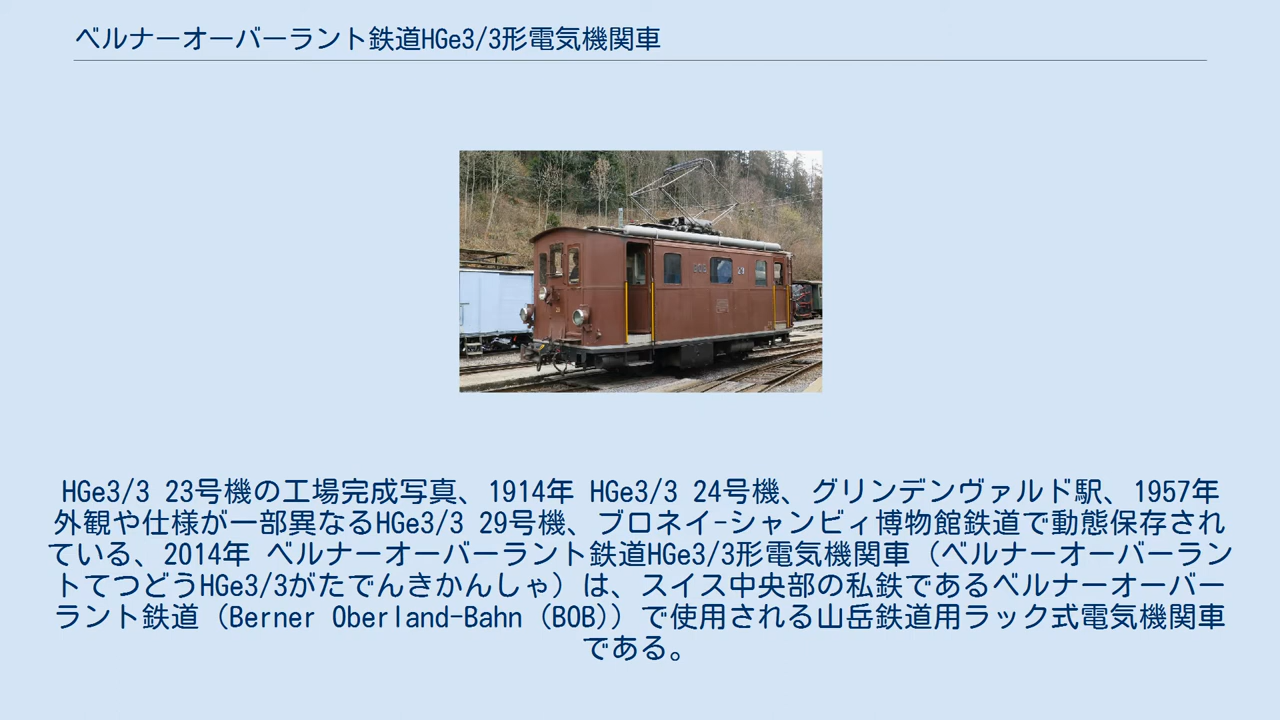 ベルナーオーバーラント鉄道HGe3/3形電気機関車
HGe3/3 23号機の工場完成写真、1914年 HGe3/3 24号機、グリンデンヴァルド駅、1957年
外観や仕様が一部異なるHGe3/3 29号機、ブロネイ-シャンビィ博物館鉄道で動態保存され
ている、2014年 ベルナーオーバーラント鉄道HGe3/3形電気機関車（ベルナーオーバーラン
トてつどうHGe3/3がたでんきかんしゃ）は、スイス中央部の私鉄であるベルナーオーバー
ラント鉄道（Berner Oberland-Bahn（BOB））で使用される山岳鉄道用ラック式電気機関車
である。